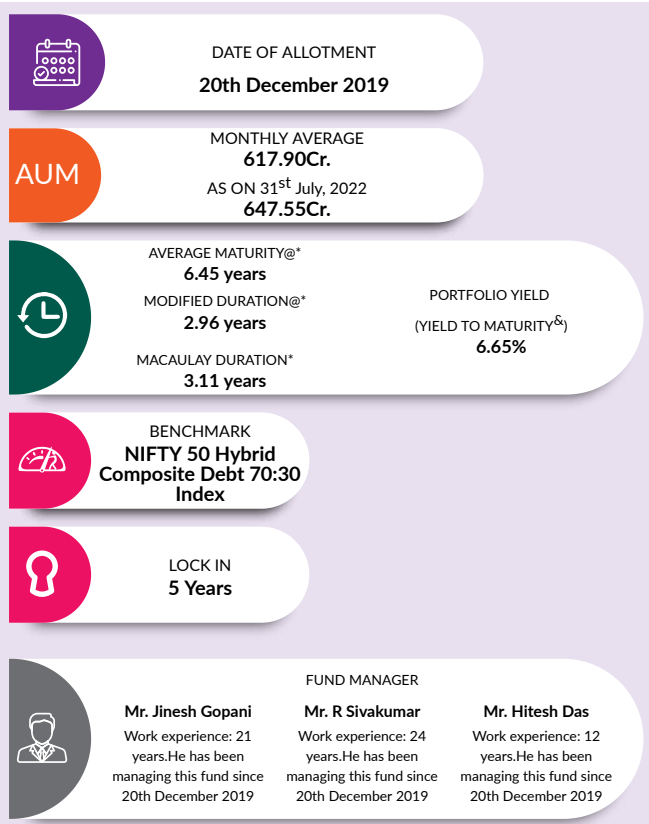 DATE OF ALLOTMENT
20th December 2019
AUM
MONTHLY AVERAGE
617.90Cr.
AS ON 31st July, 2022
647.55Cr.
AVERAGE MATURITY@*
6.45 years
MODIFIED DURATION@*
2.96 years
MACAULAY DURATION*
3.11 years
PORTFOLIO YIELD
(YIELD TO MATURITY&)
6.65%
BENCHMARK
NIFTY 50 Hybrid
Composite Debt 70:30
Index
LOCK IN
5 Years
FUND MANAGER
Mr. Jinesh Gopani
Work experience: 21
years.He has been
managing this fund since
20th December 2019
Mr. R Sivakumar
Work experience: 24
years.He has been
managing this fund since
20th December 2019
Mr. Hitesh Das
Work experience: 12
years.He has been
managing this fund since
20th December 2019